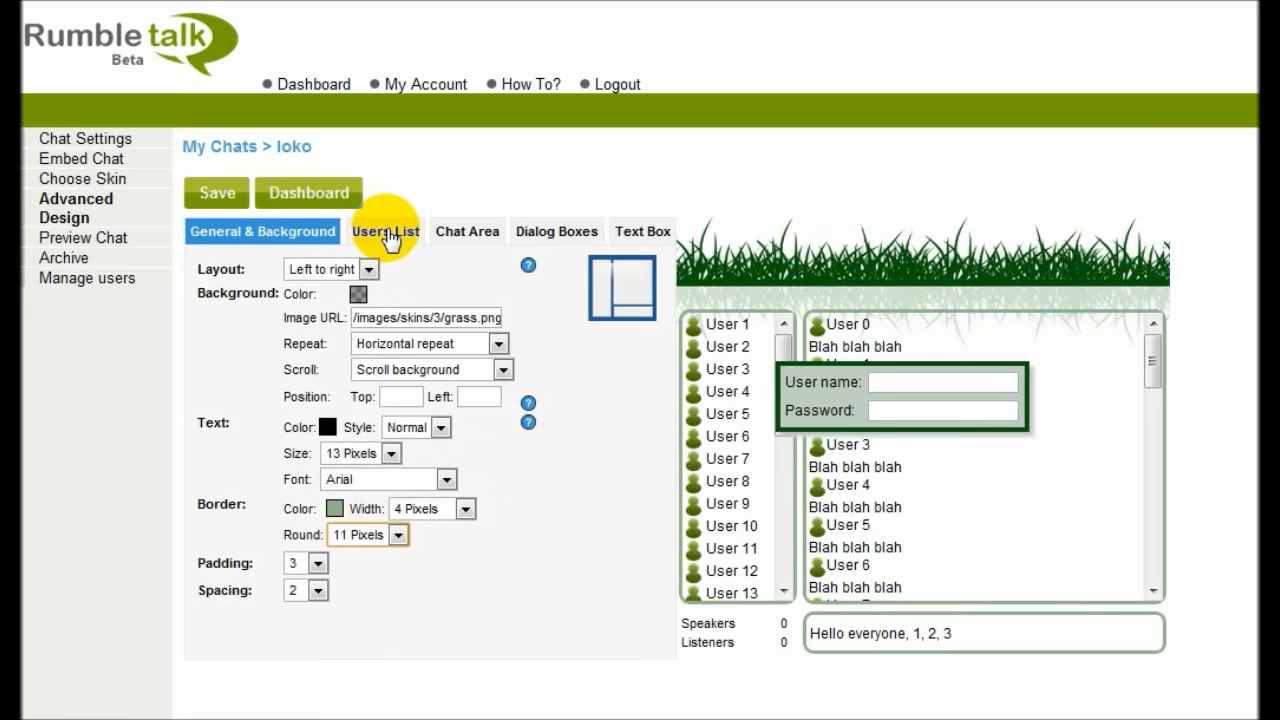 Rumble talk
Beta
Dashboard My Account How To? Logout
Chat Settings
Embed Chat
Choose Skin
Advanced
Design
Preview Chat
Archive
Manage users
My Chats > loko
Save Dashboard
General & Background Users List Chat Area Dialog Boxes Text Box
Layout: Left to right ?
Background: Color:
Image URL: /images/skins/3/grass.png
Repeat: Horizontal repeat
Scroll: Scroll background
Position: Top: Left: ?
Text: Color: Style: Normal ?
Size: 13 Pixels
Font: Arial
Border: Color: Width: 4 Pixels
Round: 11 Pixels
Padding: 3
Spacing: 2
User 1
User 2
User 3
User 4
User 5
User 6
User 7
User 8
User 9
User 10
User 11
User 12
User 13
Speakers 0
Listeners 0
User 0
Blah blah blah
User name:
Password:
User 3
Blah blah blah
User 4
Blah blah blah
User 5
Blah blah blah
User 6
Blah blah blah
Hello everyone, 1, 2, 3